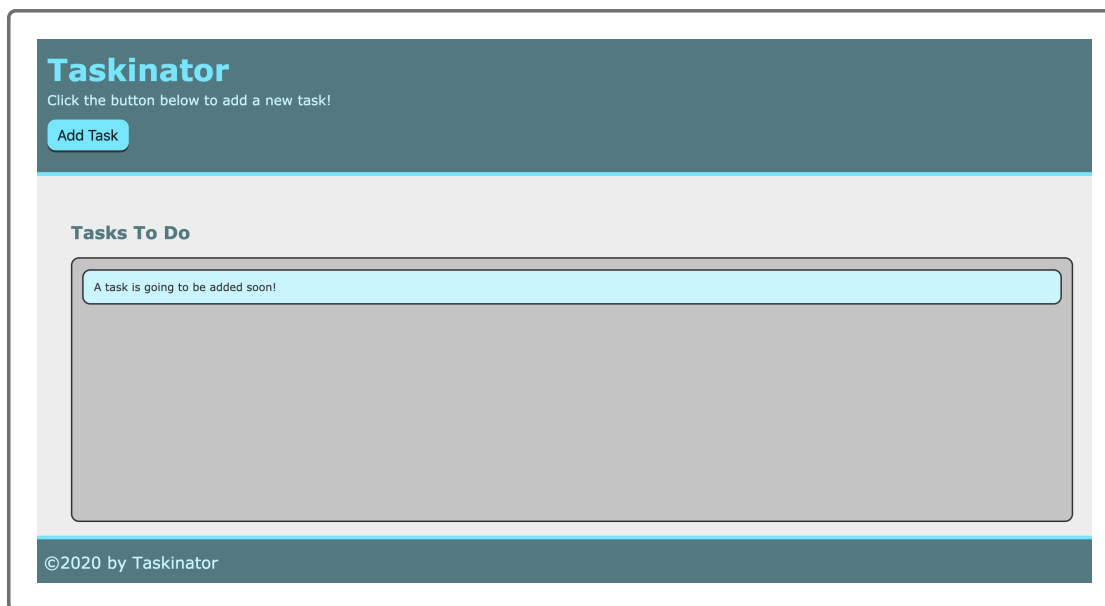 Taskinator
Click the button below to add a new task!
Add Task
Tasks To Do
A task is going to be added soon!
©2020 by Taskinator